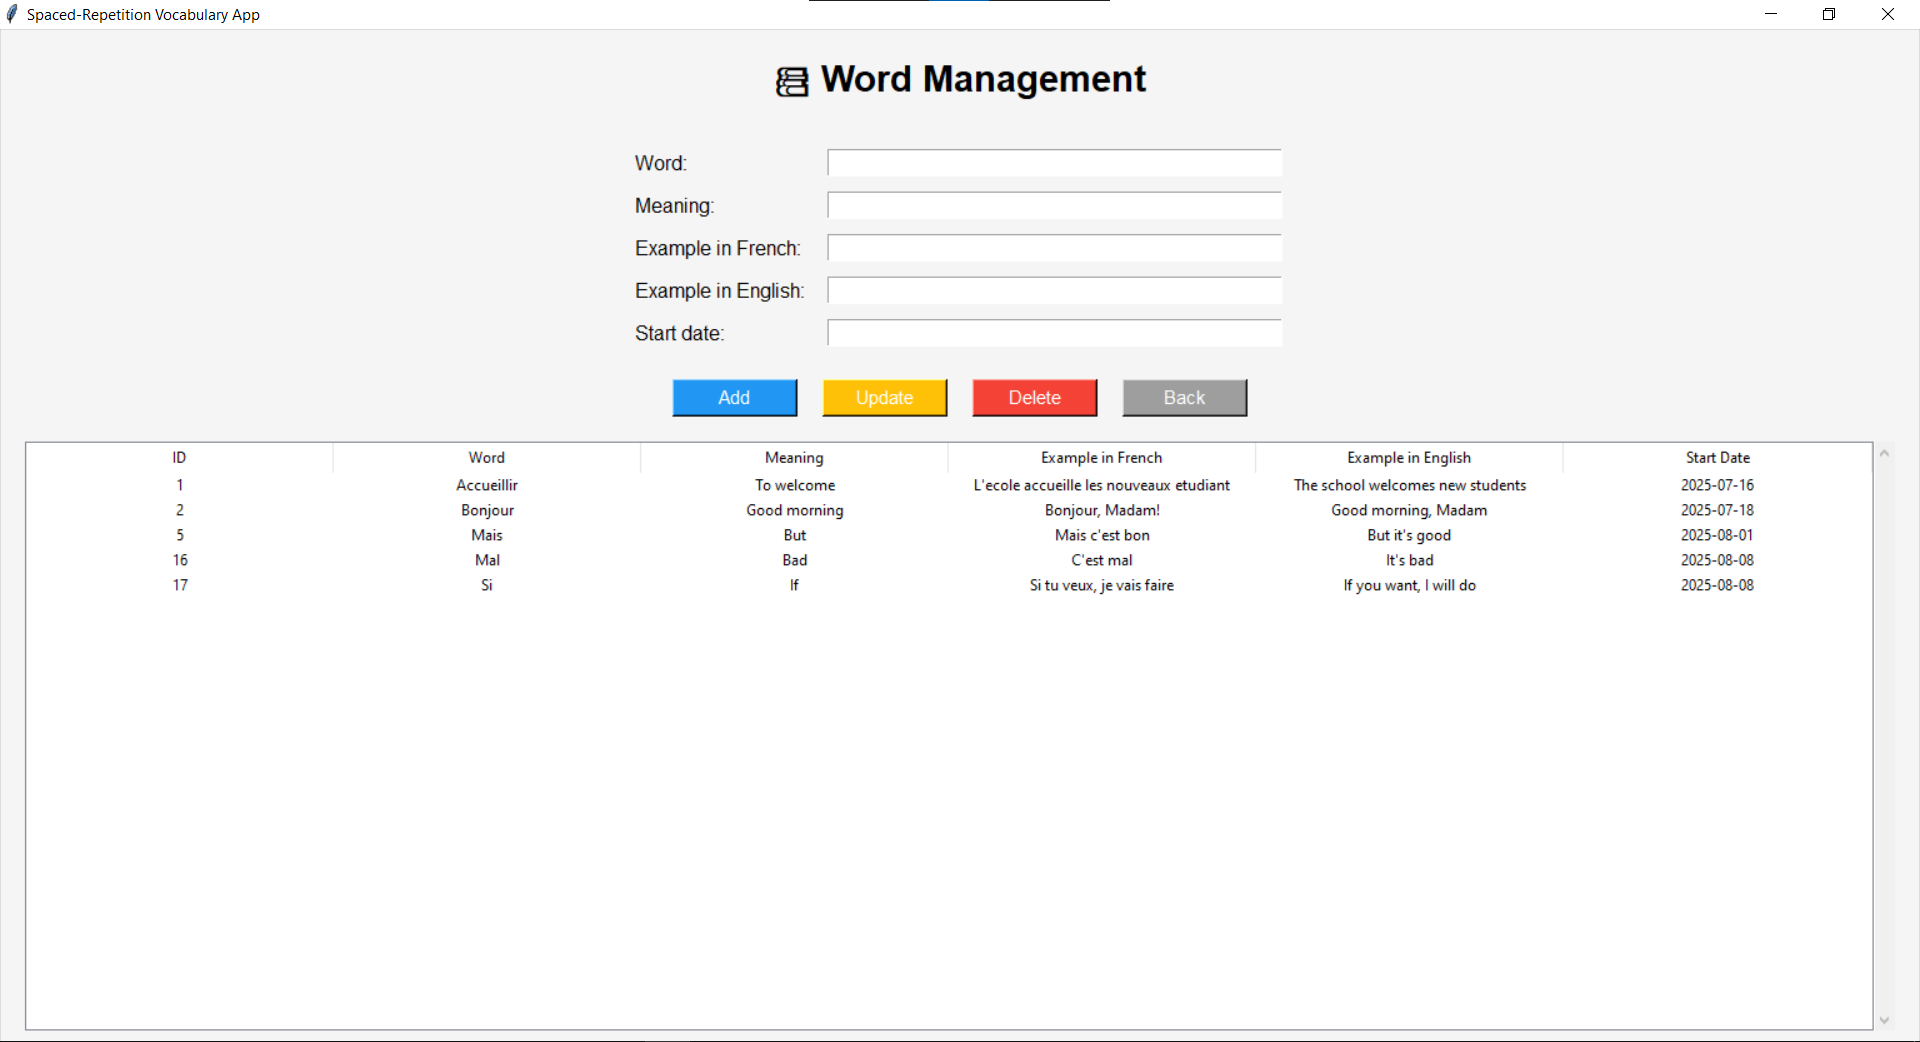 Spaced-Repetition Vocabulary App
Word Management
Word:
Meaning:
Example in French:
Example in English:
Start date:
Add Update Delete Back
ID Word Meaning Example in French Example in English Start Date
1 Accueillir To welcome L'ecole accueille les nouveaux etudiant The school welcomes new students 2025-07-16
2 Bonjour Good morning Bonjour, Madam! Good morning, Madam 2025-07-18
5 Mais But Mais c'est bon But it's good 2025-08-01
16 Mal Bad C'est mal It's bad 2025-08-08
17 Si If Si tu veux, je vais faire If you want, I will do 2025-08-08